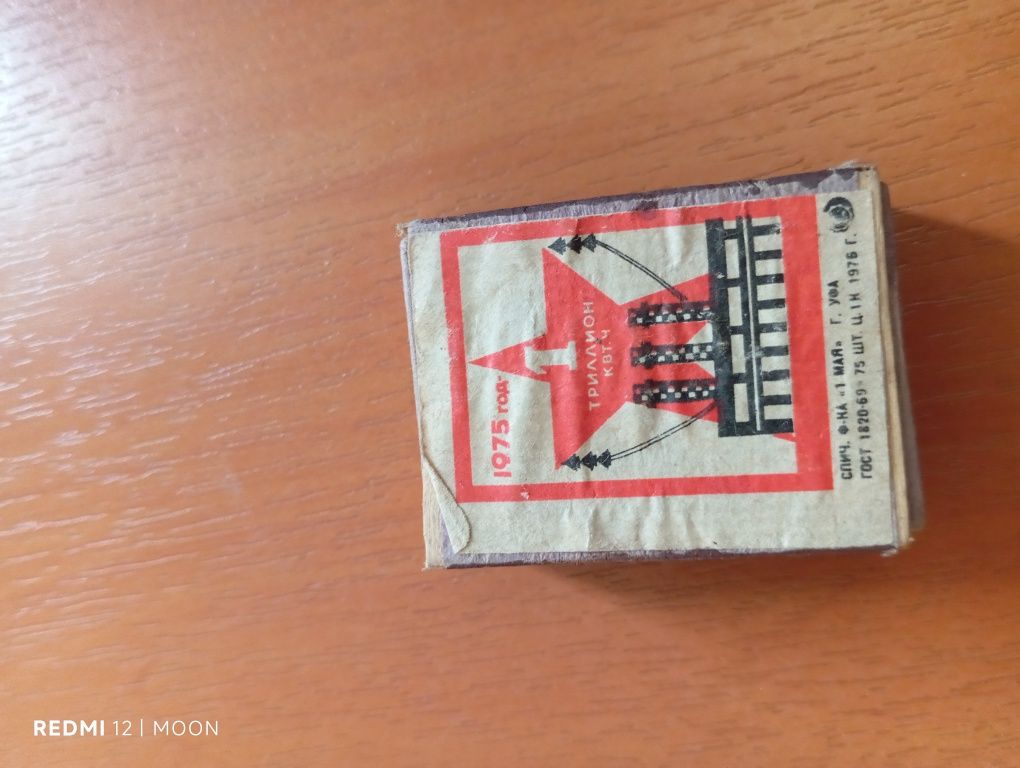 1975 год-
1
ТРИЛЛИОН
КВТ.Ч
СПИЧ. Ф-КА «1 МАЯ» Г. УФА
ГОСТ 1820-69 75 ШТ. Ц. 1 К 1976 Г.
REDMI 12 | MOON